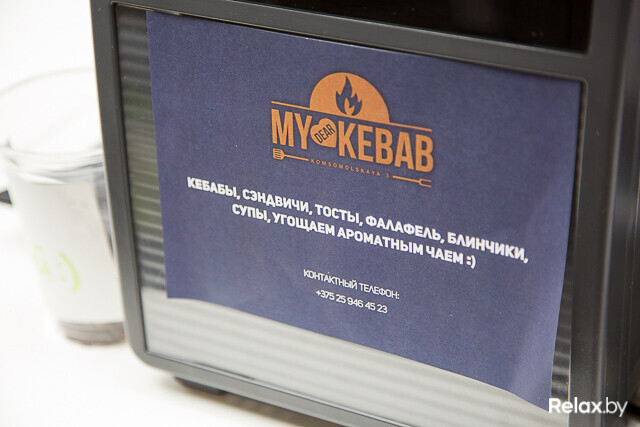 MY DEAR KEBAB
KOMSOMOLSKAYA 3
КЕБАБЫ, СЭНДВИЧИ, ТОСТЫ, ФАЛАФЕЛЬ, БЛИНЧИКИ,
СУПЫ, УГОЩАЕМ АРОМАТНЫМ ЧАЕМ :)
КОНТАКТНЫЙ ТЕЛЕФОН:
+375 25 946 45 23
Relax.by